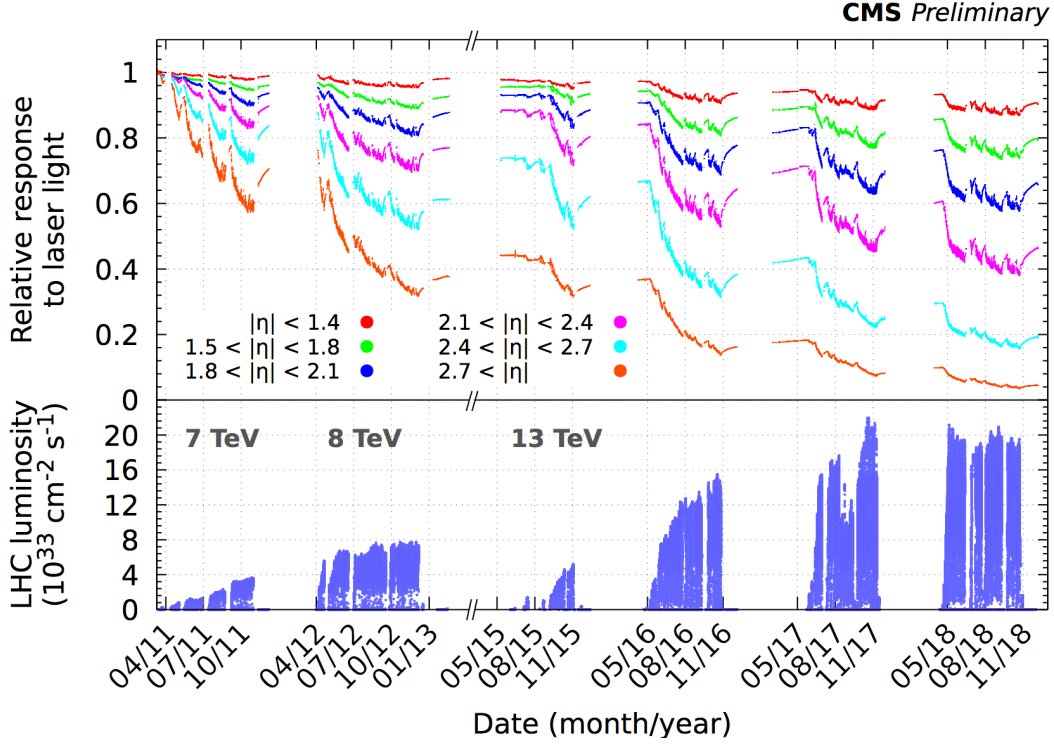 CMS Preliminary
Relative response
to laser light
1
0.8
0.6
0.4
0.2
0
|η| < 1.4
1.5 < |η| < 1.8
1.8 < |η| < 2.1
2.1 < |η| < 2.4
2.4 < |η| < 2.7
2.7 < |η|
LHC luminosity
(10³³ cm⁻² s⁻¹)
20
16
12
8
4
0
7 TeV
8 TeV
13 TeV
04/11
07/11
10/11
04/12
07/12
10/12
01/13
05/15
08/15
11/15
05/16
08/16
11/16
05/17
08/17
11/17
05/18
08/18
11/18
Date (month/year)